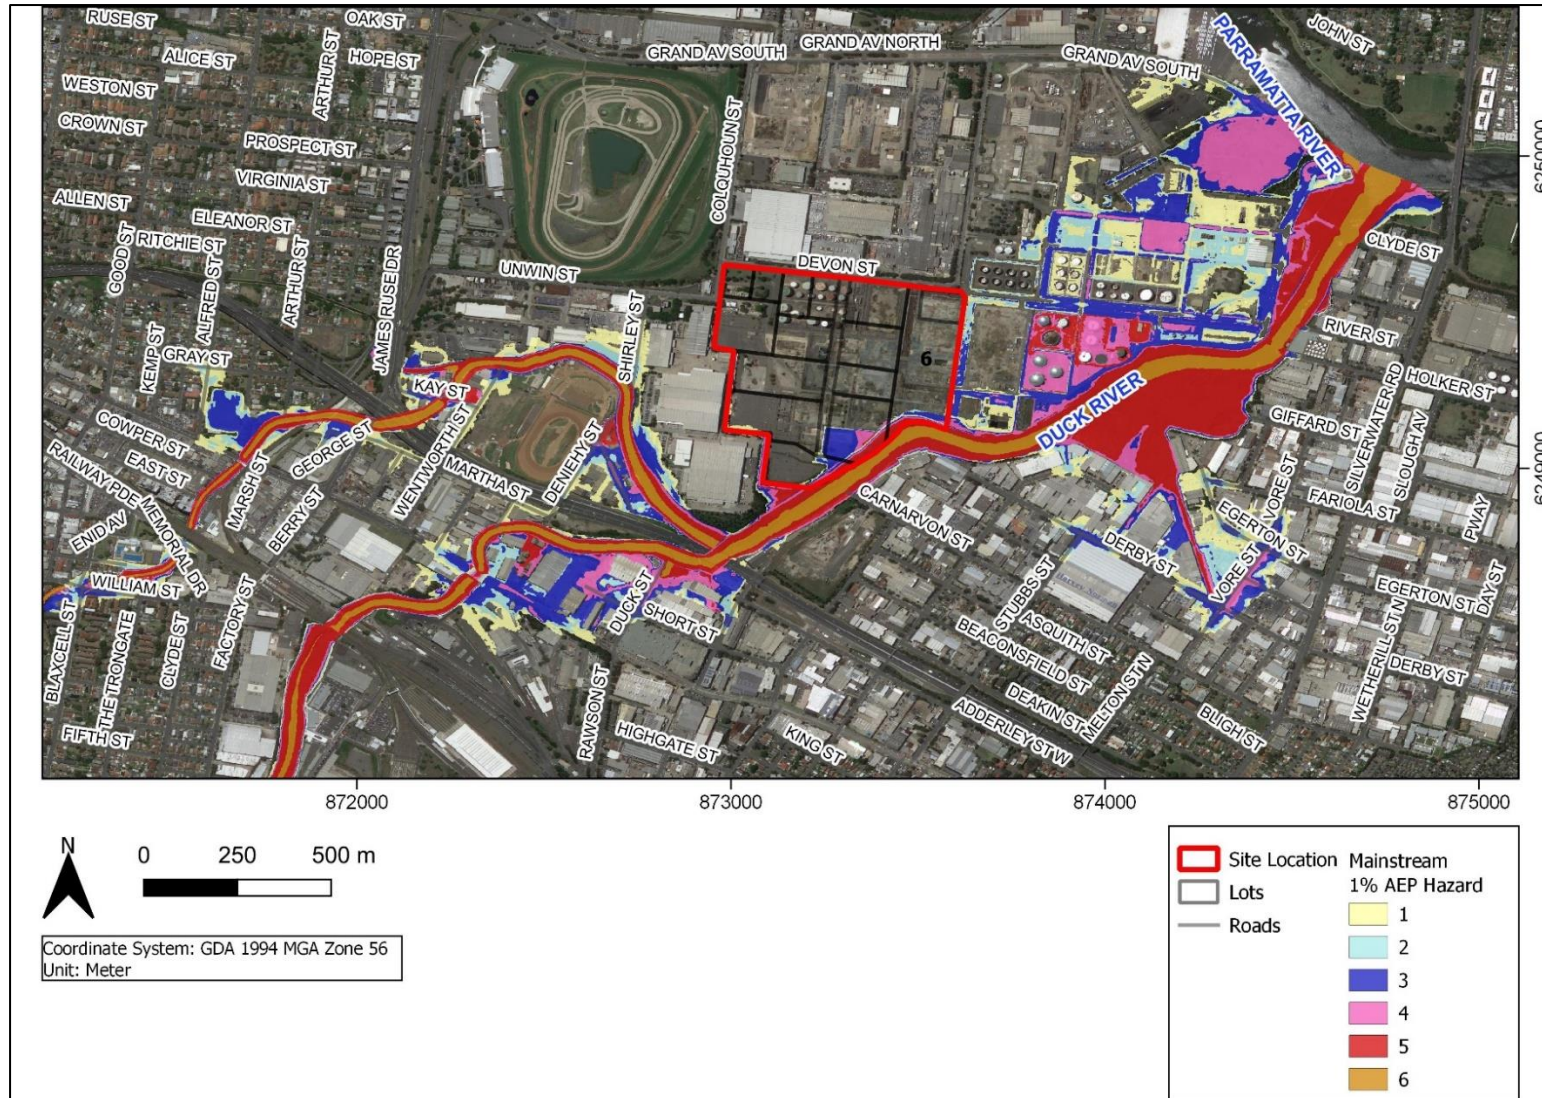 RUSE ST
OAK ST
JOHN ST
ALICE ST
ARTHUR ST
HOPE ST
GRAND AV SOUTH
GRAND AV NORTH
GRAND AV SOUTH
PARRAMATTA RIVER
WESTON ST
CROWN ST
PROSPECT ST
COLQUHOUN ST
VIRGINIA ST
ALLEN ST
ELEANOR ST
GOOD ST
RITCHIE ST
ALFRED ST
ARTHUR ST
JAMES RUSE DR
UNWIN ST
DEVON ST
CLYDE ST
SHIRLEY ST
RIVER ST
KEMP ST
GRAY ST
6
KAY ST
HOLKER ST
SILVERWATER RD
SLOUGH AV
GIFFARD ST
COWPER ST
GEORGE ST
WENTWORTH ST
DENIEHY ST
DUCK RIVER
EAST ST
RAILWAY PDE
MARSH ST
MARTHA ST
CARNARVON ST
VORE ST
FARIOLA ST
PWAY
ENID AV
MEMORIAL DR
BERRY ST
EGERTON ST
DERBY ST
WILLIAM ST
VORE ST
STUBBS ST
EGERTON ST
DAY ST
BLAXCELL ST
THE TRONGATE
CLYDE ST
FACTORY ST
DUCK ST
SHORT ST
ASQUITH ST
BEACONSFIELD ST
MELTON ST N
WETHERILL ST N
DERBY ST
FIFTH ST
RAWSON ST
HIGHGATE ST
KING ST
DEAKIN ST
ADDERLEY ST W
BLIGH ST
6250000
6249000
872000
873000
874000
875000
N
0 250 500 m
Coordinate System: GDA 1994 MGA Zone 56
Unit: Meter
Site Location
Lots
Roads
Mainstream
1% AEP Hazard
1
2
3
4
5
6